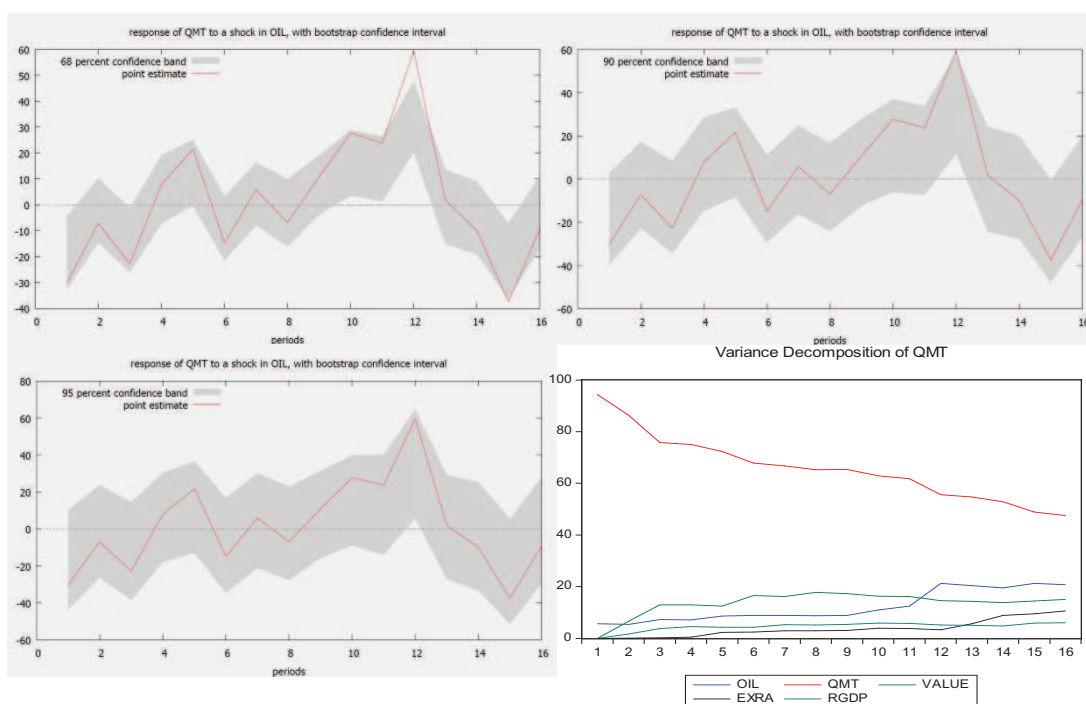 response of QMT to a shock in OIL, with bootstrap confidence interval
60
50
40
30
20
10
0
-10
-20
-30
-40
68 percent confidence band
point estimate
0 2 4 6 8 10 12 14 16
periods
response of QMT to a shock in OIL, with bootstrap confidence interval
60
40
20
0
-20
-40
-60
90 percent confidence band
point estimate
0 2 4 6 8 10 12 14 16
periods
response of QMT to a shock in OIL, with bootstrap confidence interval
80
60
40
20
0
-20
-40
-60
95 percent confidence band
point estimate
0 2 4 6 8 10 12 14 16
periods
Variance Decomposition of QMT
100
80
60
40
20
0
1 2 3 4 5 6 7 8 9 10 11 12 13 14 15 16
OIL QMT VALUE
EXRA RGDP